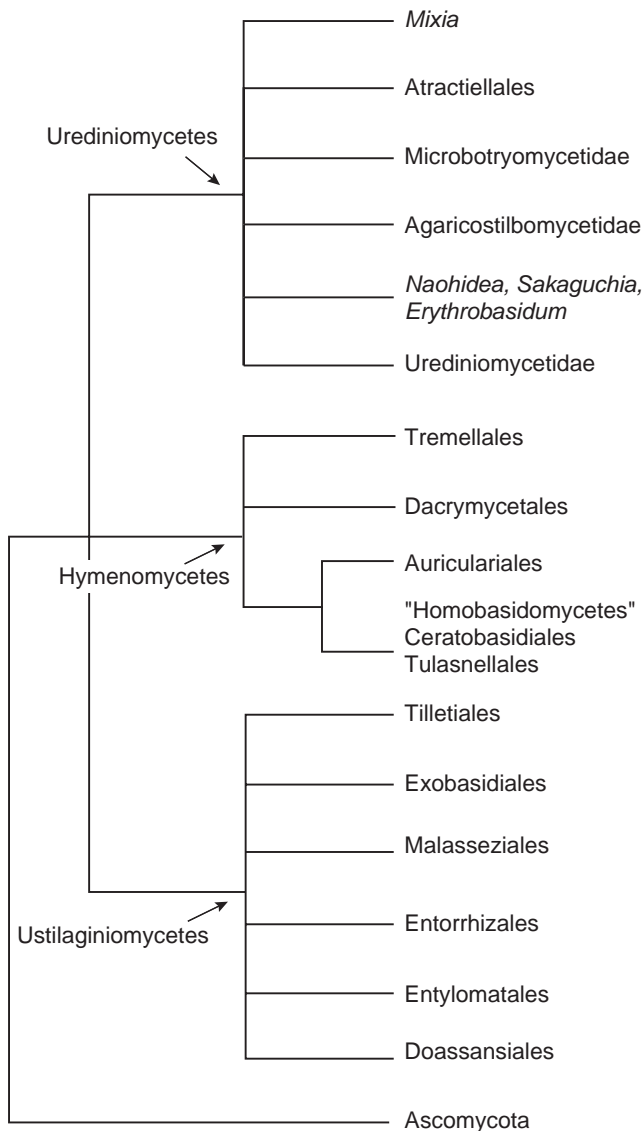 Mixia
Atractiellales
Urediniomycetes
Microbotryomycetidae
Agaricostilbomycetidae
Naohidea, Sakaguchia,
Erythrobasidum
Urediniomycetidae
Tremellales
Dacrymycetales
Hymenomycetes
Auriculariales
"Homobasidomycetes"
Ceratobasidiales
Tulasnellales
Tilletiales
Exobasidiales
Malasseziales
Ustilaginiomycetes
Entorrhizales
Entylomatales
Doassansiales
Ascomycota